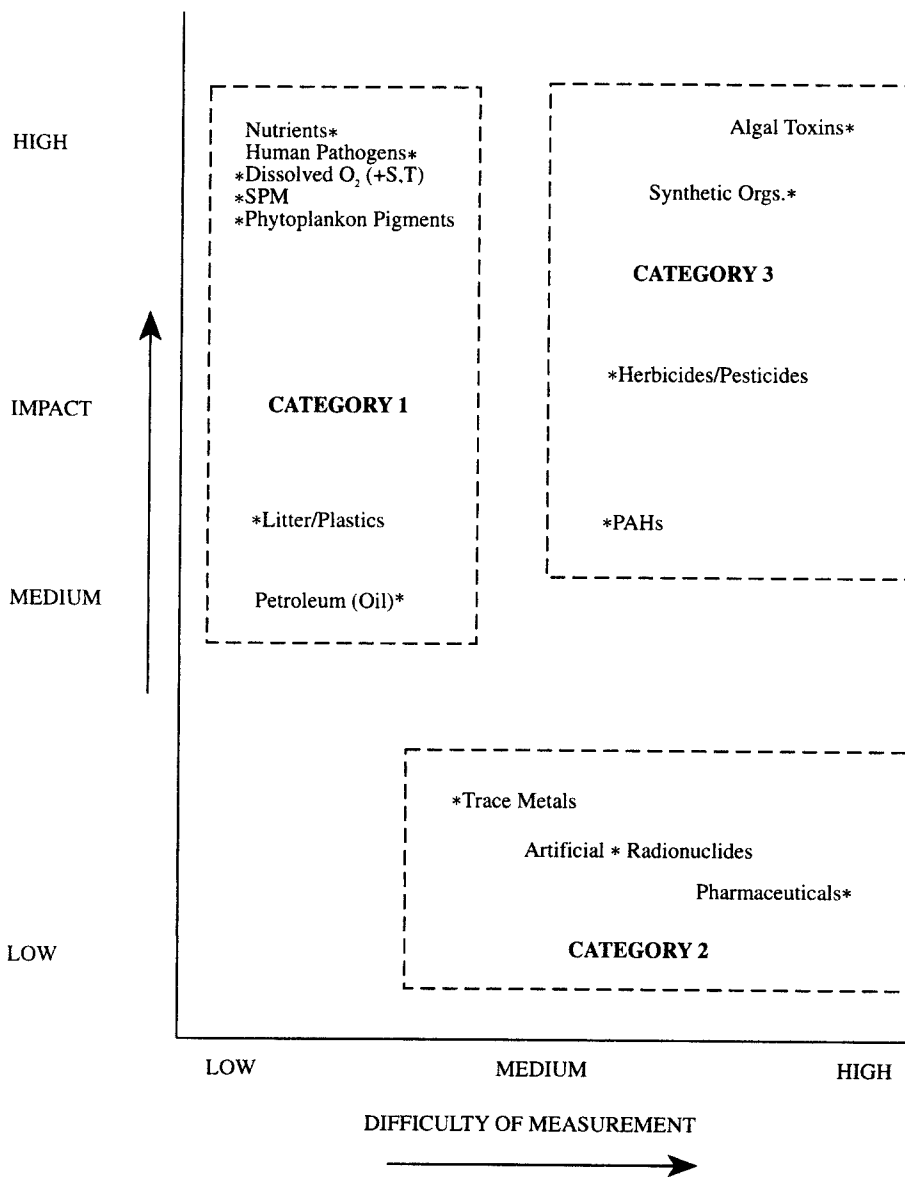 HIGH
Nutrients*
Human Pathogens*
*Dissolved O₂ (+S,T)
*SPM
*Phytoplankon Pigments
Algal Toxins*
Synthetic Orgs.*
CATEGORY 3
*Herbicides/Pesticides
IMPACT
CATEGORY 1
*Litter/Plastics
*PAHs
MEDIUM
Petroleum (Oil)*
*Trace Metals
Artificial * Radionuclides
Pharmaceuticals*
LOW
CATEGORY 2
LOW
MEDIUM
HIGH
DIFFICULTY OF MEASUREMENT